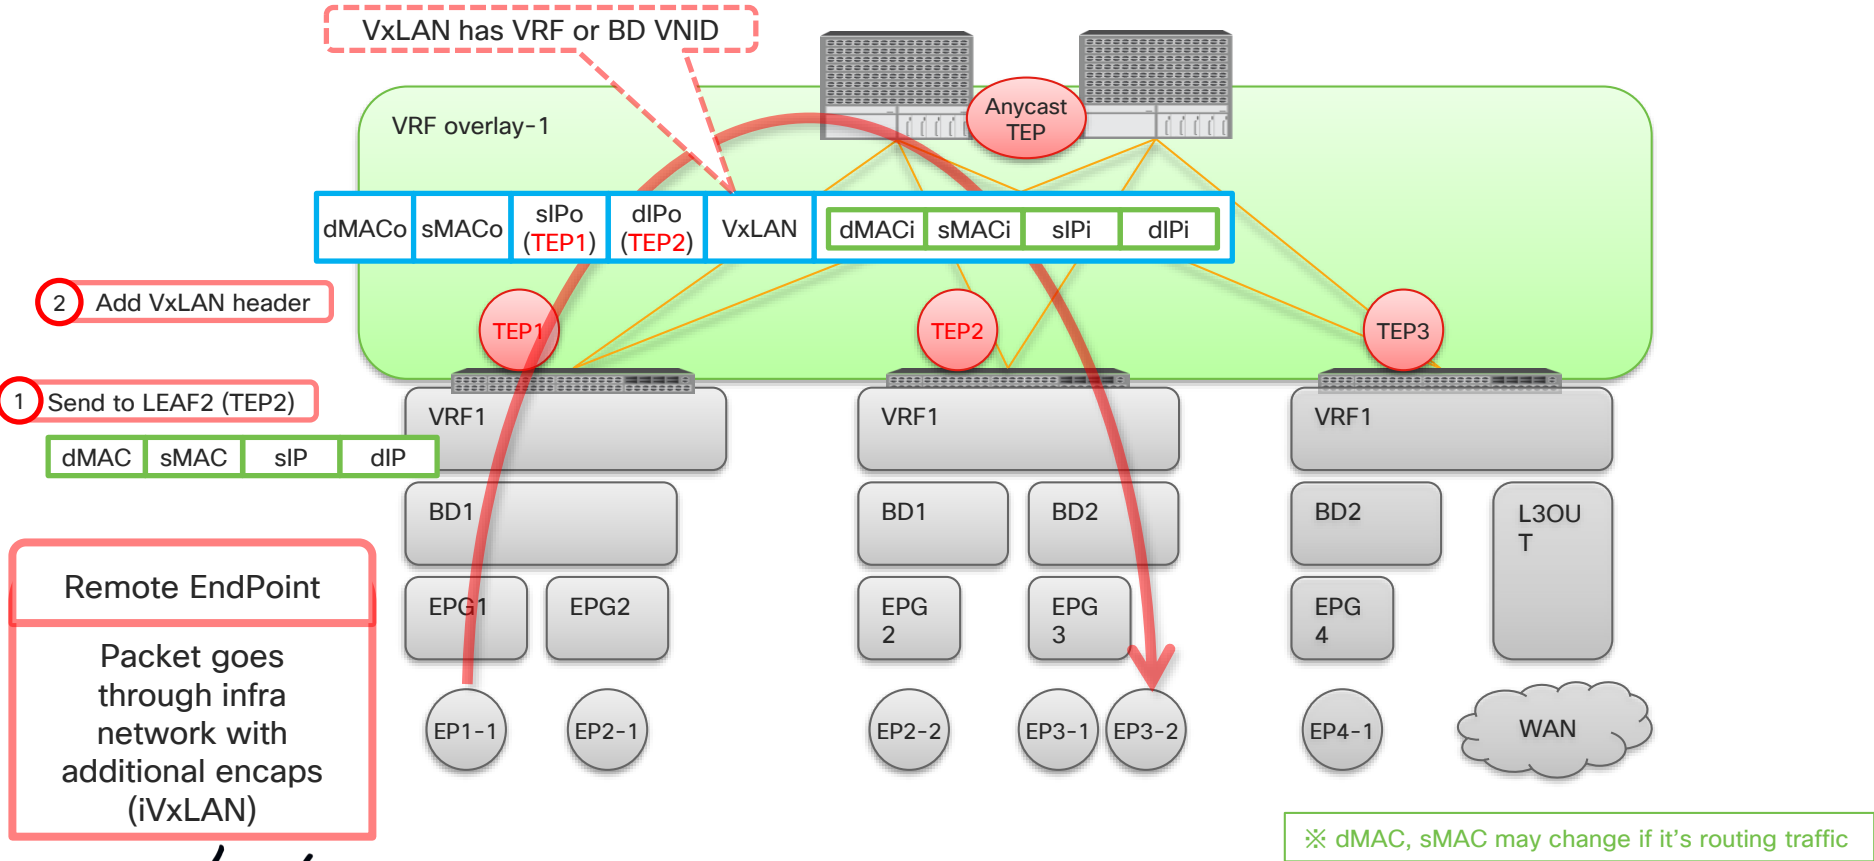 VxLAN has VRF or BD VNID
VRF overlay-1
Anycast
TEP
dMACo
sMACo
sIPo
(TEP1)
dIPo
(TEP2)
VxLAN
dMACi
sMACi
sIPi
dIPi
2
Add VxLAN header
TEP1
TEP2
TEP3
1
Send to LEAF2 (TEP2)
dMAC
sMAC
sIP
dIP
VRF1
VRF1
VRF1
BD1
BD1
BD2
BD2
L3OU
T
Remote EndPoint
Packet goes
through infra
network with
additional encaps
(iVxLAN)
EPG1
EPG2
EPG
2
EPG
3
EPG
4
EP1-1
EP2-1
EP2-2
EP3-1
EP3-2
EP4-1
WAN
※ dMAC, sMAC may change if it's routing traffic